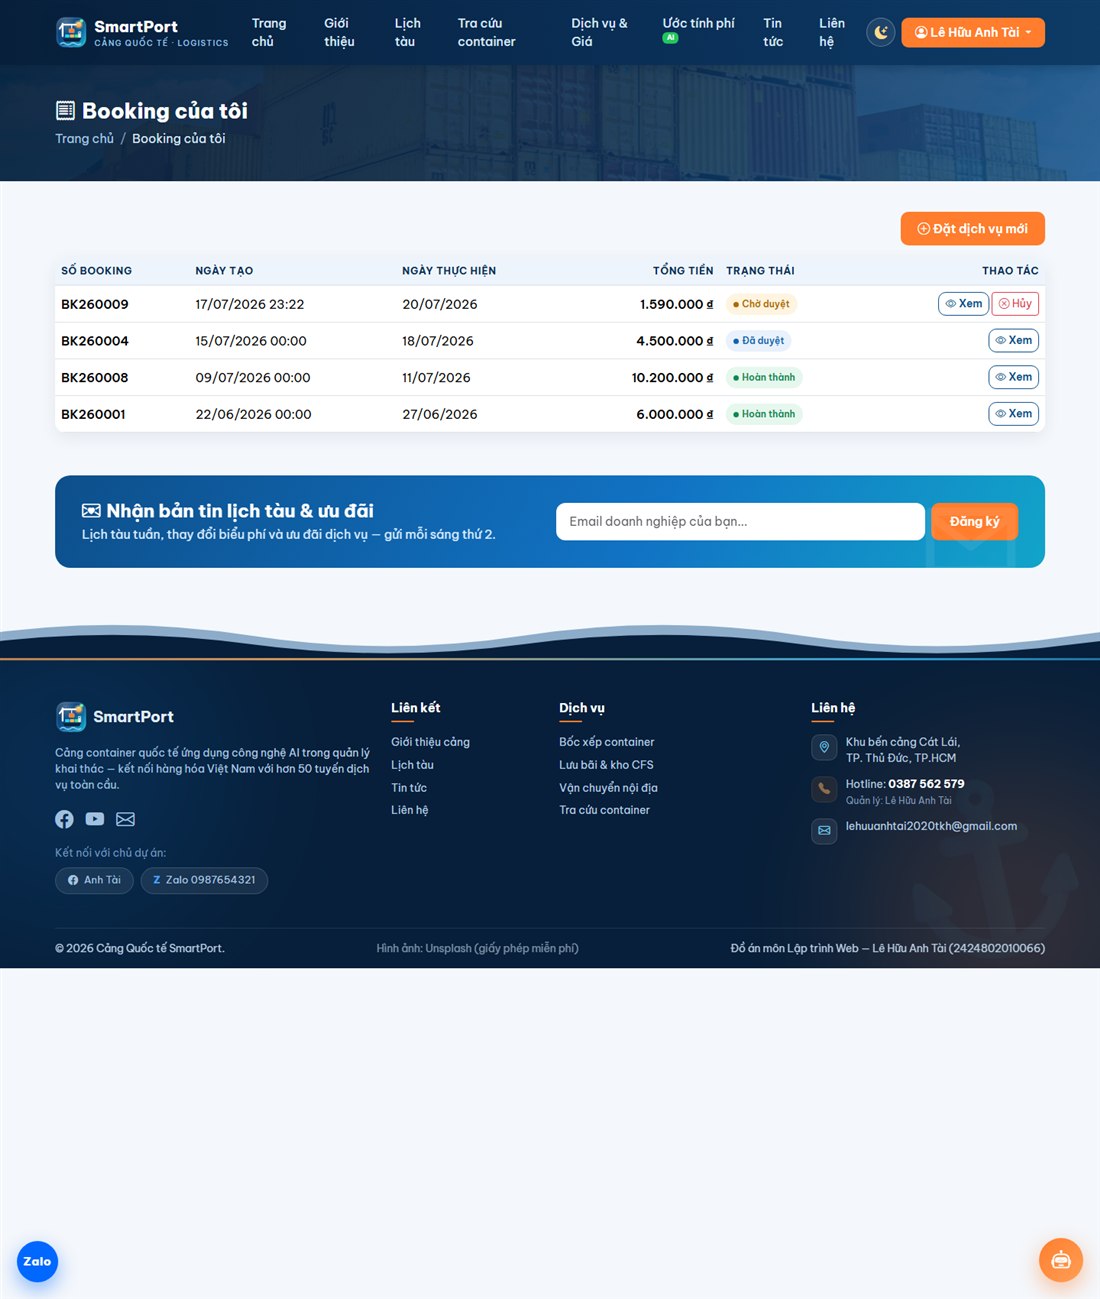 SmartPort
CẢNG QUỐC TẾ · LOGISTICS
Trang chủ
Giới thiệu
Lịch tàu
Tra cứu container
Dịch vụ & Giá
Ước tính phí AI
Tin tức
Liên hệ
Lê Hữu Anh Tài
Booking của tôi
Trang chủ / Booking của tôi
Đặt dịch vụ mới
SỐ BOOKING NGÀY TẠO NGÀY THỰC HIỆN TỔNG TIỀN TRẠNG THÁI THAO TÁC
BK260009 17/07/2026 23:22 20/07/2026 1.590.000 ₫ Chờ duyệt Xem Hủy
BK260004 15/07/2026 00:00 18/07/2026 4.500.000 ₫ Đã duyệt Xem
BK260008 09/07/2026 00:00 11/07/2026 10.200.000 ₫ Hoàn thành Xem
BK260001 22/06/2026 00:00 27/06/2026 6.000.000 ₫ Hoàn thành Xem
Nhận bản tin lịch tàu & ưu đãi
Lịch tàu tuần, thay đổi biểu phí và ưu đãi dịch vụ — gửi mỗi sáng thứ 2.
Email doanh nghiệp của bạn...
Đăng ký
SmartPort
Cảng container quốc tế ứng dụng công nghệ AI trong quản lý
khai thác — kết nối hàng hóa Việt Nam với hơn 50 tuyến dịch
vụ toàn cầu.
Kết nối với chủ dự án:
Anh Tài
Z Zalo 0987654321
Liên kết
Giới thiệu cảng
Lịch tàu
Tin tức
Liên hệ
Dịch vụ
Bốc xếp container
Lưu bãi & kho CFS
Vận chuyển nội địa
Tra cứu container
Liên hệ
Khu bến cảng Cát Lái,
TP. Thủ Đức, TP.HCM
Hotline: 0387 562 579
Quản lý: Lê Hữu Anh Tài
lehuuanhtai2020tkh@gmail.com
© 2026 Cảng Quốc tế SmartPort.
Hình ảnh: Unsplash (giấy phép miễn phí)
Đồ án môn Lập trình Web — Lê Hữu Anh Tài (2424802010066)
Zalo